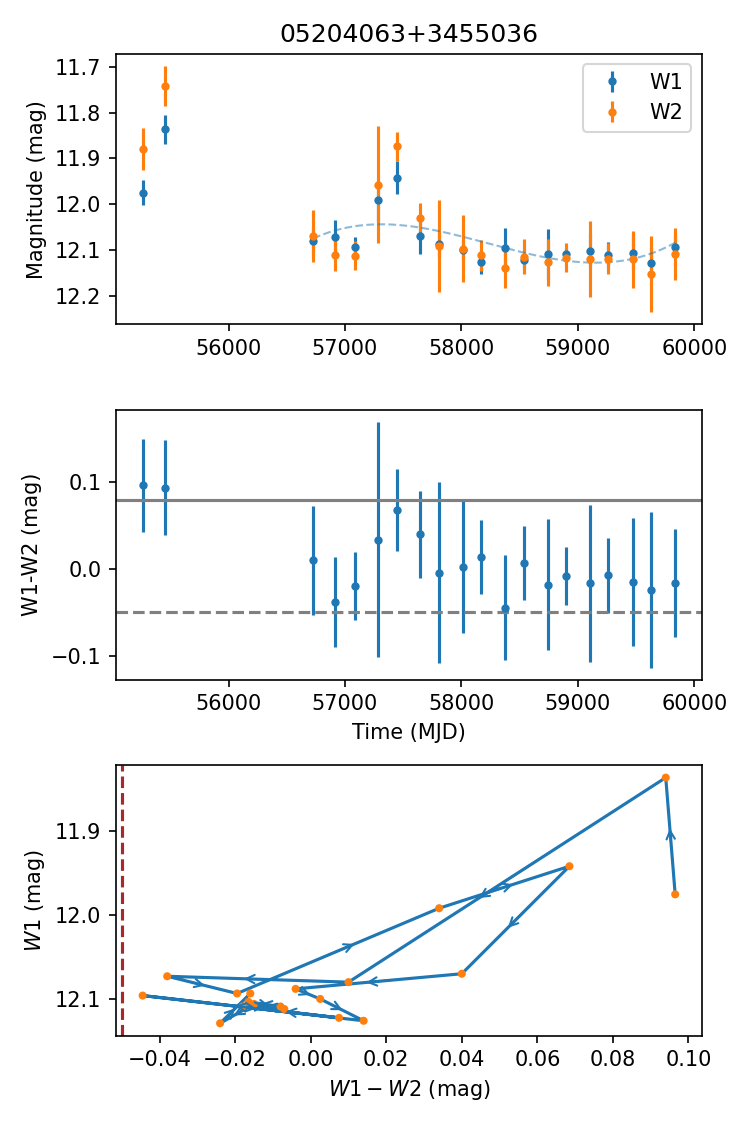 05204063+3455036
W1
W2
Magnitude (mag)
11.7
11.8
11.9
12.0
12.1
12.2
56000 57000 58000 59000 60000
W1-W2 (mag)
0.1
0.0
−0.1
56000 57000 58000 59000 60000
Time (MJD)
W1 (mag)
11.9
12.0
12.1
−0.04 −0.02 0.00 0.02 0.04 0.06 0.08 0.10
W1 − W2 (mag)